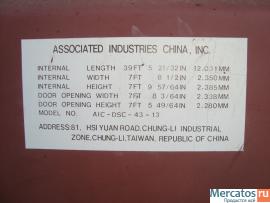 ASSOCIATED INDUSTRIES CHINA, INC.
INTERNAL LENGTH 39FT 5 21/32IN 12.031MM
INTERNAL WIDTH 7FT 8 1/2IN 2.350MM
INTERNAL HEIGHT 7FT 9 57/64IN 2.385MM
DOOR OPENING WIDTH 7FT 8 3/64IN 2.338MM
DOOR OPENING HEIGHT 7FT 5 49/64IN 2.280MM
MODEL NO. AIC-DSC-43-13
ADDRESS:81, HSI YUAN ROAD, CHUNG-LI INDUSTRIAL
ZONE, CHUNG-LI, TAIWAN, REPUBLIC OF CHINA
Mercatos.ru